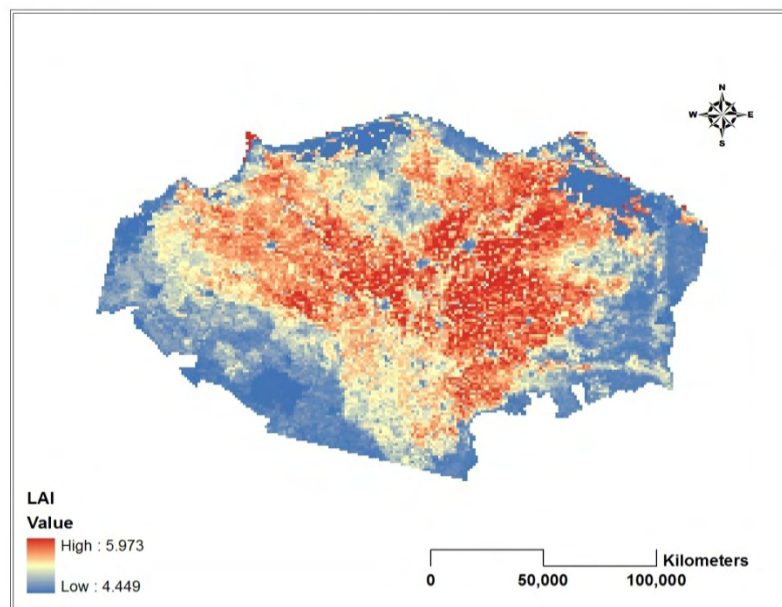 N
W E
S
LAI
Value
High : 5.973
Low : 4.449
Kilometers
0 50,000 100,000